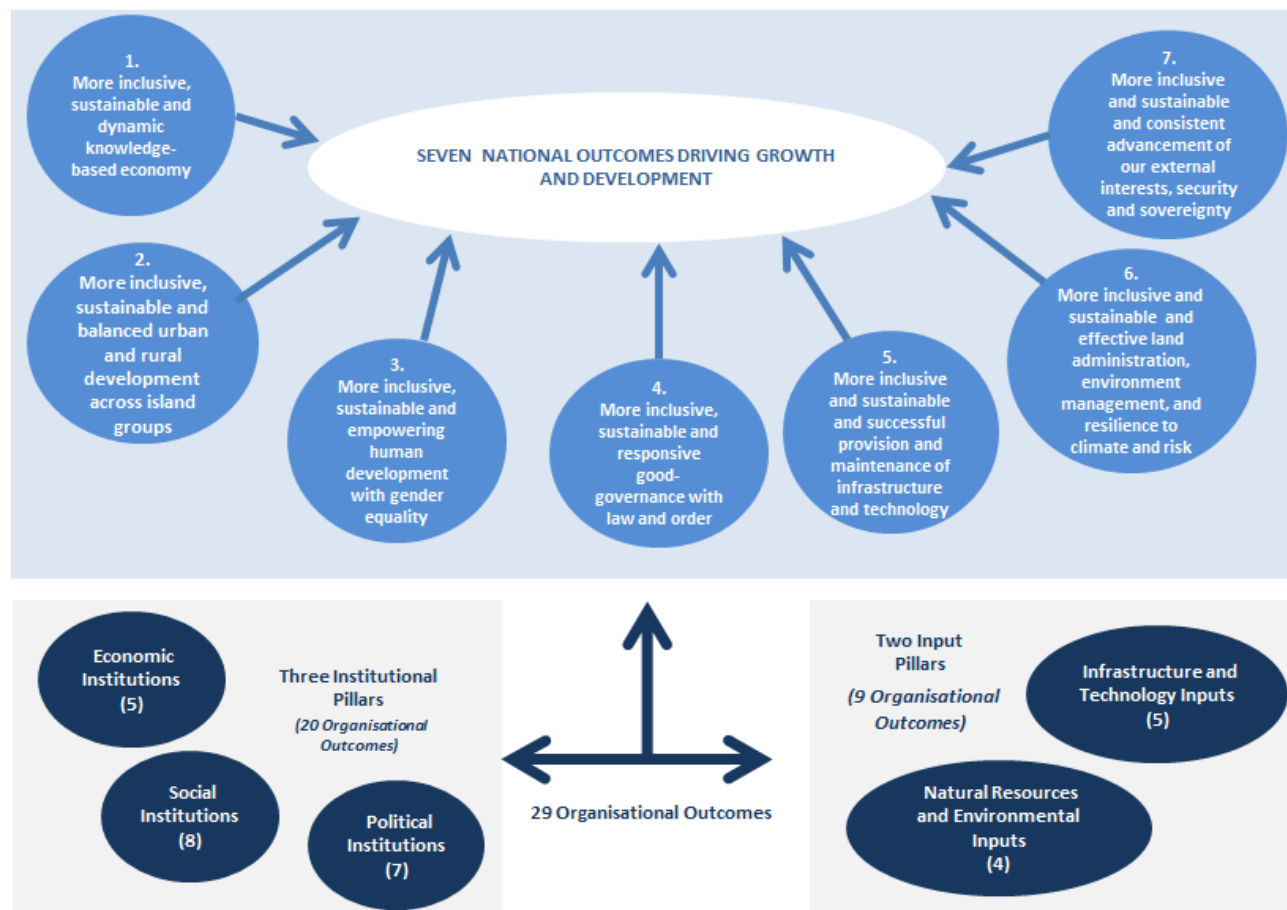 1.
More inclusive,
sustainable and
dynamic
knowledge-
based economy
SEVEN NATIONAL OUTCOMES DRIVING GROWTH
AND DEVELOPMENT
7.
More inclusive
and sustainable
and consistent
advancement of
our external
interests, security
and sovereignty
2.
More inclusive,
sustainable and
balanced urban
and rural
development
across island
groups
3.
More inclusive,
sustainable and
empowering
human
development
with gender
equality
4.
More inclusive,
sustainable and
responsive
good-
governance with
law and order
5.
More inclusive
and sustainable
and successful
provision and
maintenance of
infrastructure
and technology
6.
More inclusive and
sustainable and
effective land
administration,
environment
management, and
resilience to
climate and risk
Economic
Institutions
(5)
Three Institutional
Pillars
(20 Organisational
Outcomes)
Social
Institutions
(8)
Political
Institutions
(7)
29 Organisational Outcomes
Two Input
Pillars
(9 Organisational
Outcomes)
Infrastructure and
Technology Inputs
(5)
Natural Resources
and Environmental
Inputs
(4)